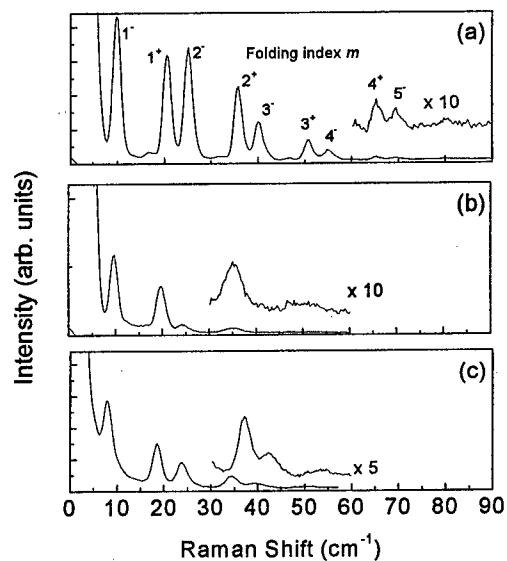 (a)
1-
1+
2-
Folding index m
2+
3-
3+
4-
4+
5-
x 10
(b)
x 10
(c)
x 5
Intensity (arb. units)
0 10 20 30 40 50 60 70 80 90
Raman Shift (cm-1)